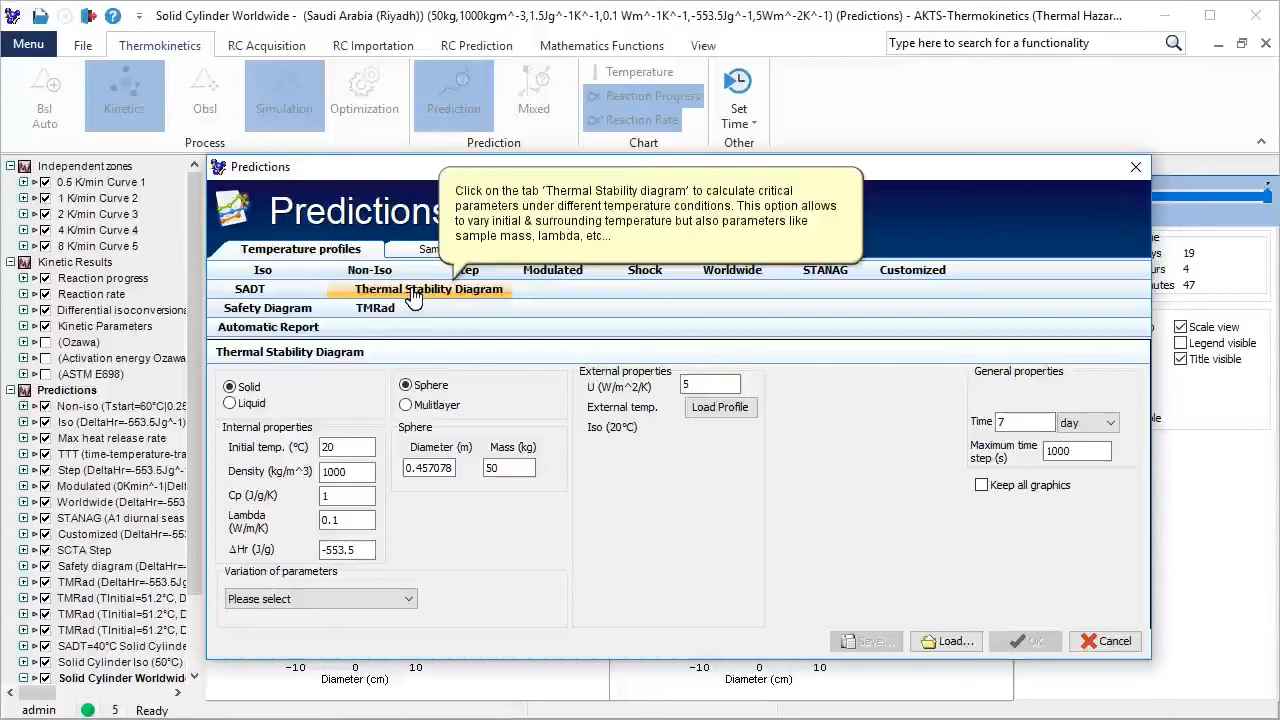 Solid Cylinder Worldwide - (Saudi Arabia (Riyadh)) (50kg,1000kgm^-3,1.5Jg^-1K^-1,0.1 Wm^-1K^-1,-553.5Jg^-1,5Wm^-2K^-1) (Predictions) - AKTS-Thermokinetics (Thermal Hazar...
Menu File Thermokinetics RC Acquisition RC Importation RC Prediction Mathematics Functions View Type here to search for a functionality
Bsl Auto
Kinetics
Obsl
Simulation
Optimization
Prediction
Mixed
Temperature
Reaction Progress
Reaction Rate
Set Time
Process Prediction Chart Other
Independent zones
0.5 K/min Curve 1
1 K/min Curve 2
2 K/min Curve 3
4 K/min Curve 4
8 K/min Curve 5
Kinetic Results
Reaction progress
Reaction rate
Differential isoconversiona
Kinetic Parameters
(Ozawa)
(Activation energy Ozawa
(ASTM E698)
Predictions
Non-iso (Tstart=60°C|0.25
Iso (DeltaHr=-553.5Jg^-1)
Max heat release rate
TTT (time-temperature-tra
Step (DeltaHr=-553.5Jg^-
Modulated (0Kmin^-1|Delt
Worldwide (DeltaHr=-553
STANAG (A1 diurnal seas
Customized (DeltaHr=-55
SCTA Step
Safety diagram (DeltaHr=
TMRad (DeltaHr=-553.5Jg
TMRad (TInitial=51.2°C, D
TMRad (TInitial=51.2°C, D
TMRad (TInitial=51.2°C, D
SADT=40°C Solid Cylinder
Solid Cylinder Iso (50°C)
Solid Cylinder Worldwide
Predictions
Predictions
Click on the tab 'Thermal Stability diagram' to calculate critical
parameters under different temperature conditions. This option allows
to vary initial & surrounding temperature but also parameters like
sample mass, lambda, etc...
Temperature profiles Sam
Iso Non-Iso tep Modulated Shock Worldwide STANAG Customized
SADT Thermal Stability Diagram
Safety Diagram TMRad
Automatic Report
Thermal Stability Diagram
Solid
Liquid
Internal properties
Initial temp. (°C) 20
Density (kg/m^3) 1000
Cp (J/g/K) 1
Lambda (W/m/K) 0.1
ΔHr (J/g) -553.5
Variation of parameters
Please select
Sphere
Mulitlayer
Sphere
Diameter (m) Mass (kg)
0.457078 50
External properties
U (W/m^2/K) 5
External temp. Load Profile
Iso (20°C)
General properties
Time 7 day
Maximum time step (s) 1000
Keep all graphics
Save... Load... OK Cancel
ne
ys 19
urs 4
utes 47
Scale view
Legend visible
Title visible
le
-10 0 10
Diameter (cm)
-10 0 10
Diameter (cm)
admin 5 Ready